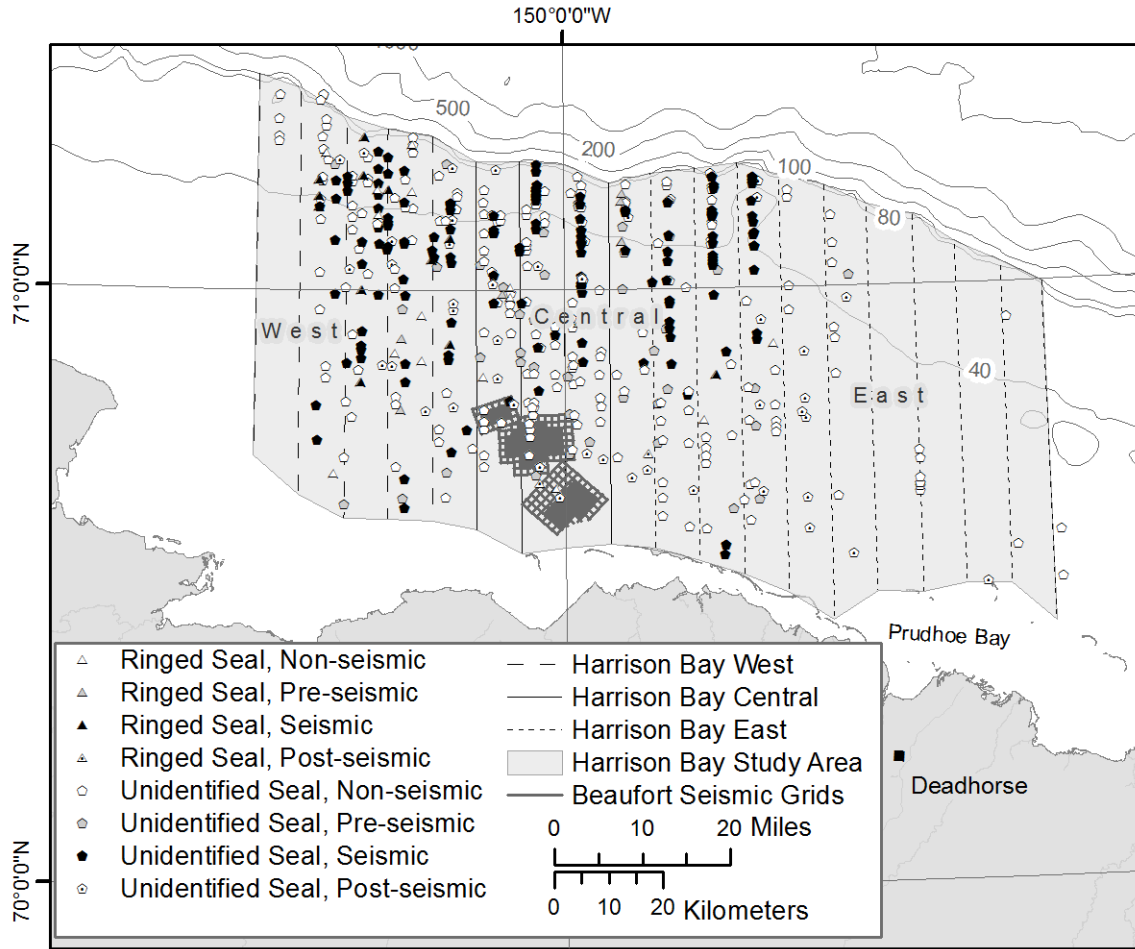 150°0'0"W
500
200
100
80
71°0'0"N
West
Central
40
East
Prudhoe Bay
Ringed Seal, Non-seismic
Ringed Seal, Pre-seismic
Ringed Seal, Seismic
Ringed Seal, Post-seismic
Unidentified Seal, Non-seismic
Unidentified Seal, Pre-seismic
Unidentified Seal, Seismic
Unidentified Seal, Post-seismic
Harrison Bay West
Harrison Bay Central
Harrison Bay East
Harrison Bay Study Area
Beaufort Seismic Grids
0 10 20 Miles
0 10 20 Kilometers
Deadhorse
70°0'0"N